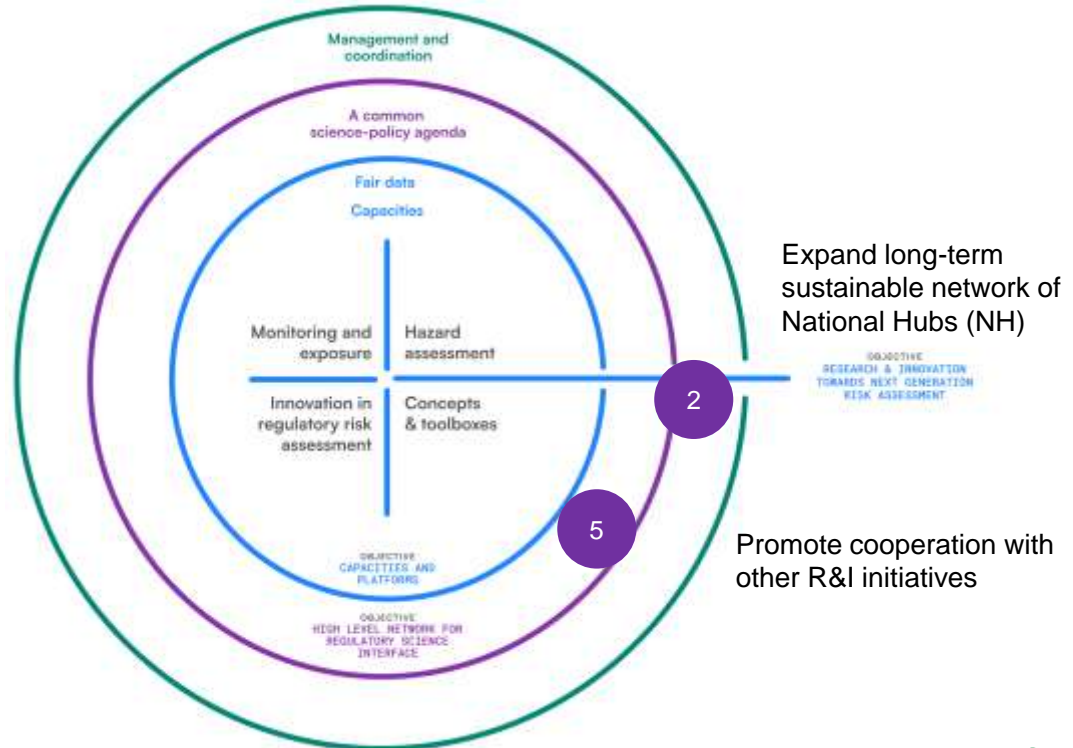 Management and
coordination
A common
science-policy agenda
Fair data
Capacities
Monitoring and
exposure
Hazard
assessment
Innovation in
regulatory risk
assessment
Concepts
& toolboxes
OBJECTIVE
CAPACITIES AND
PLATFORMS
OBJECTIVE
HIGH LEVEL NETWORK FOR
REGULATORY SCIENCE
INTERFACE
Expand long-term
sustainable network of
National Hubs (NH)
OBJECTIVE
RESEARCH & INNOVATION
TOWARDS NEXT GENERATION
RISK ASSESSMENT
2
5
Promote cooperation with
other R&I initiatives